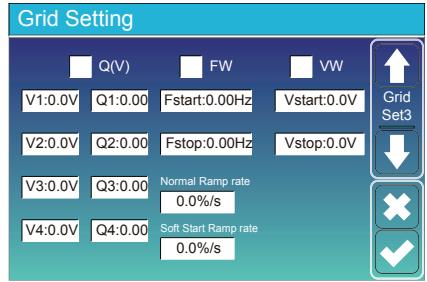 Grid Setting
Q(V) FW VW
V1:0.0V Q1:0.00 Fstart:0.00Hz Vstart:0.0V
V2:0.0V Q2:0.00 Fstop:0.00Hz Vstop:0.0V
V3:0.0V Q3:0.00 Normal Ramp rate
0.0%/s
V4:0.0V Q4:0.00 Soft Start Ramp rate
0.0%/s
Grid
Set3